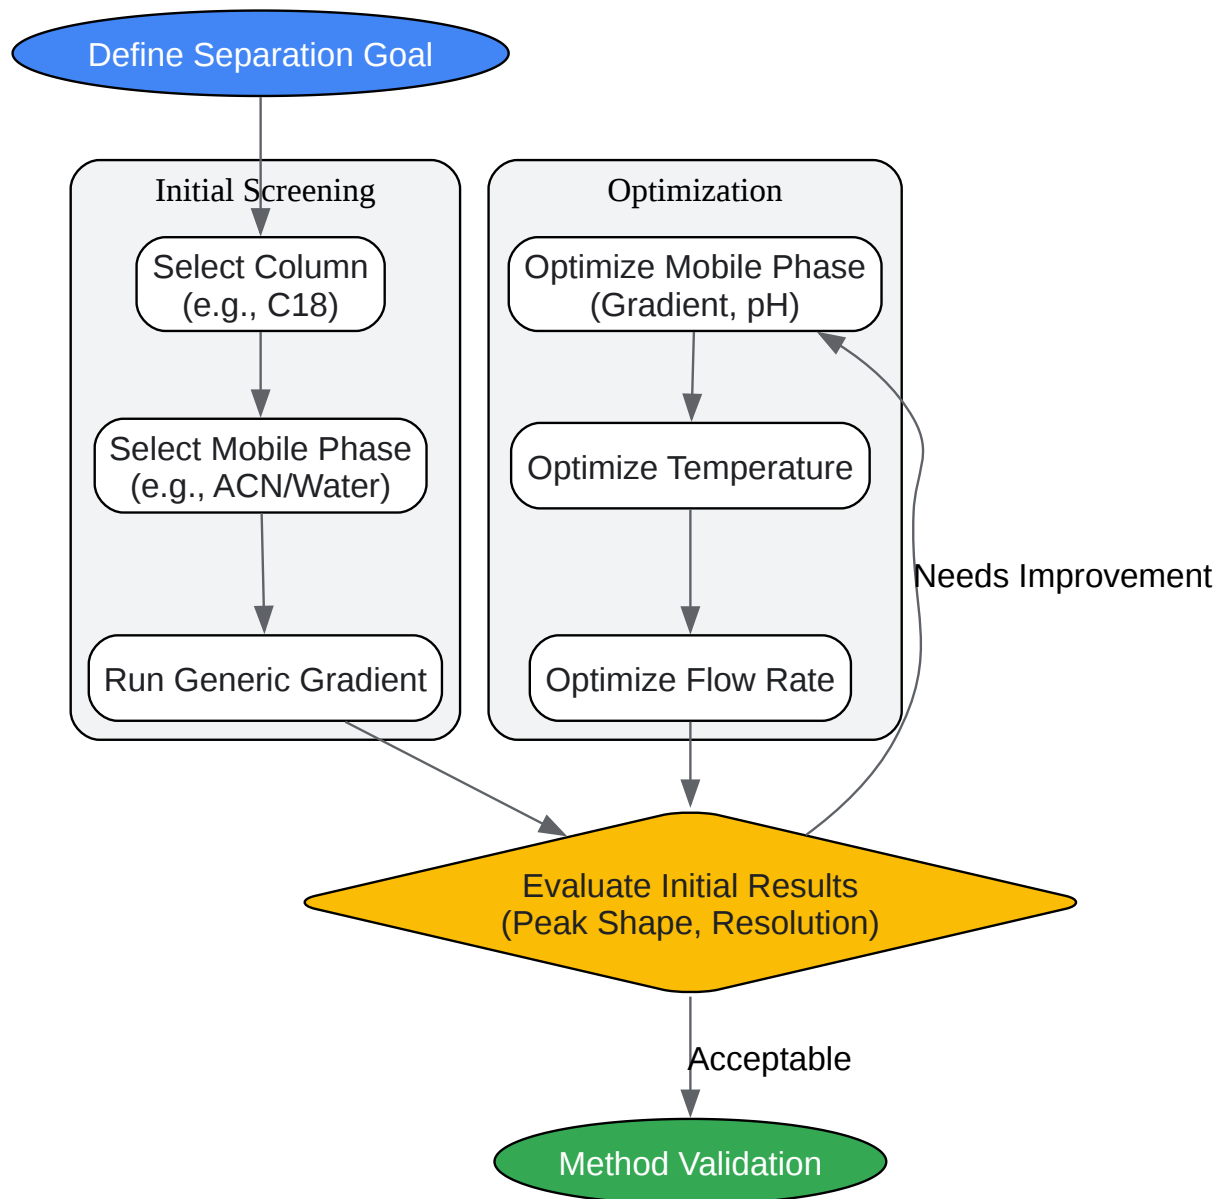 Define Separation Goal
Initial Screening
Select Column
(e.g., C18)
Select Mobile Phase
(e.g., ACN/Water)
Run Generic Gradient
Optimization
Optimize Mobile Phase
(Gradient, pH)
Optimize Temperature
Optimize Flow Rate
Needs Improvement
Evaluate Initial Results
(Peak Shape, Resolution)
Acceptable
Method Validation